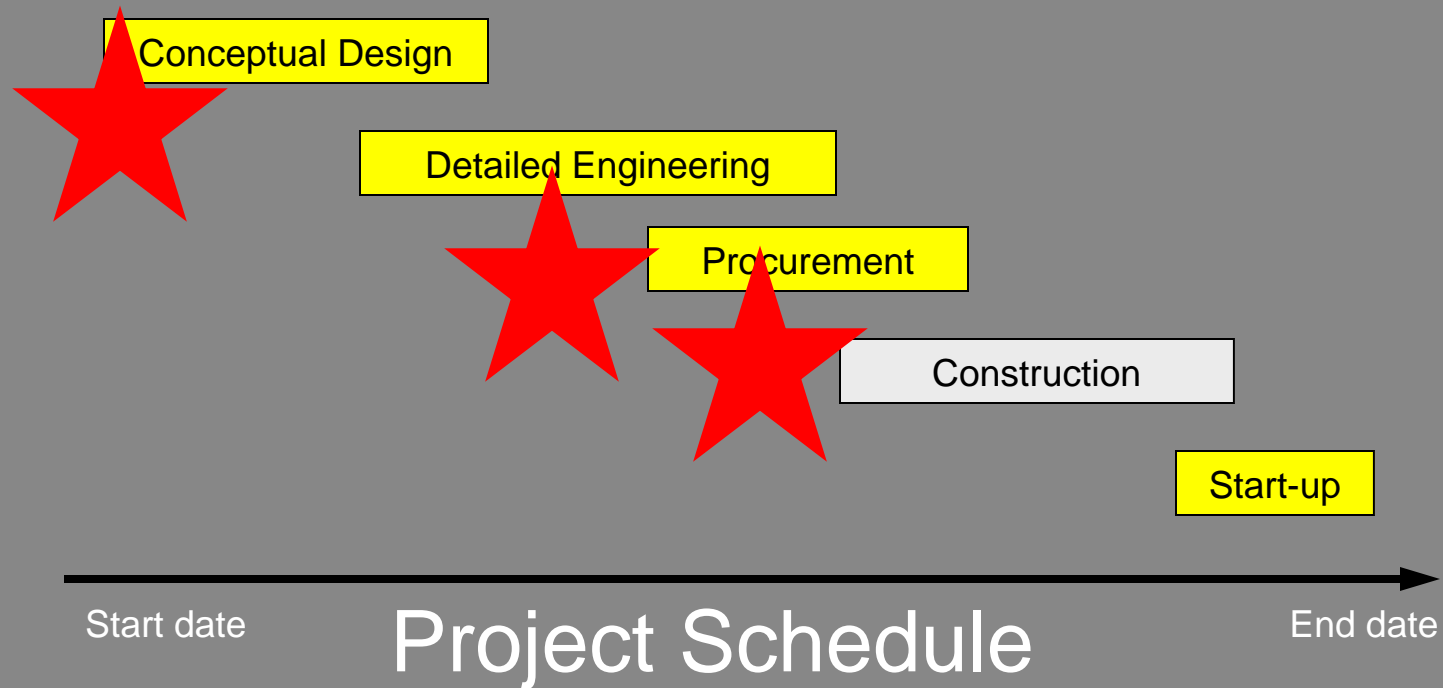 Conceptual Design
Detailed Engineering
Procurement
Construction
Start-up
Start date
Project Schedule
End date